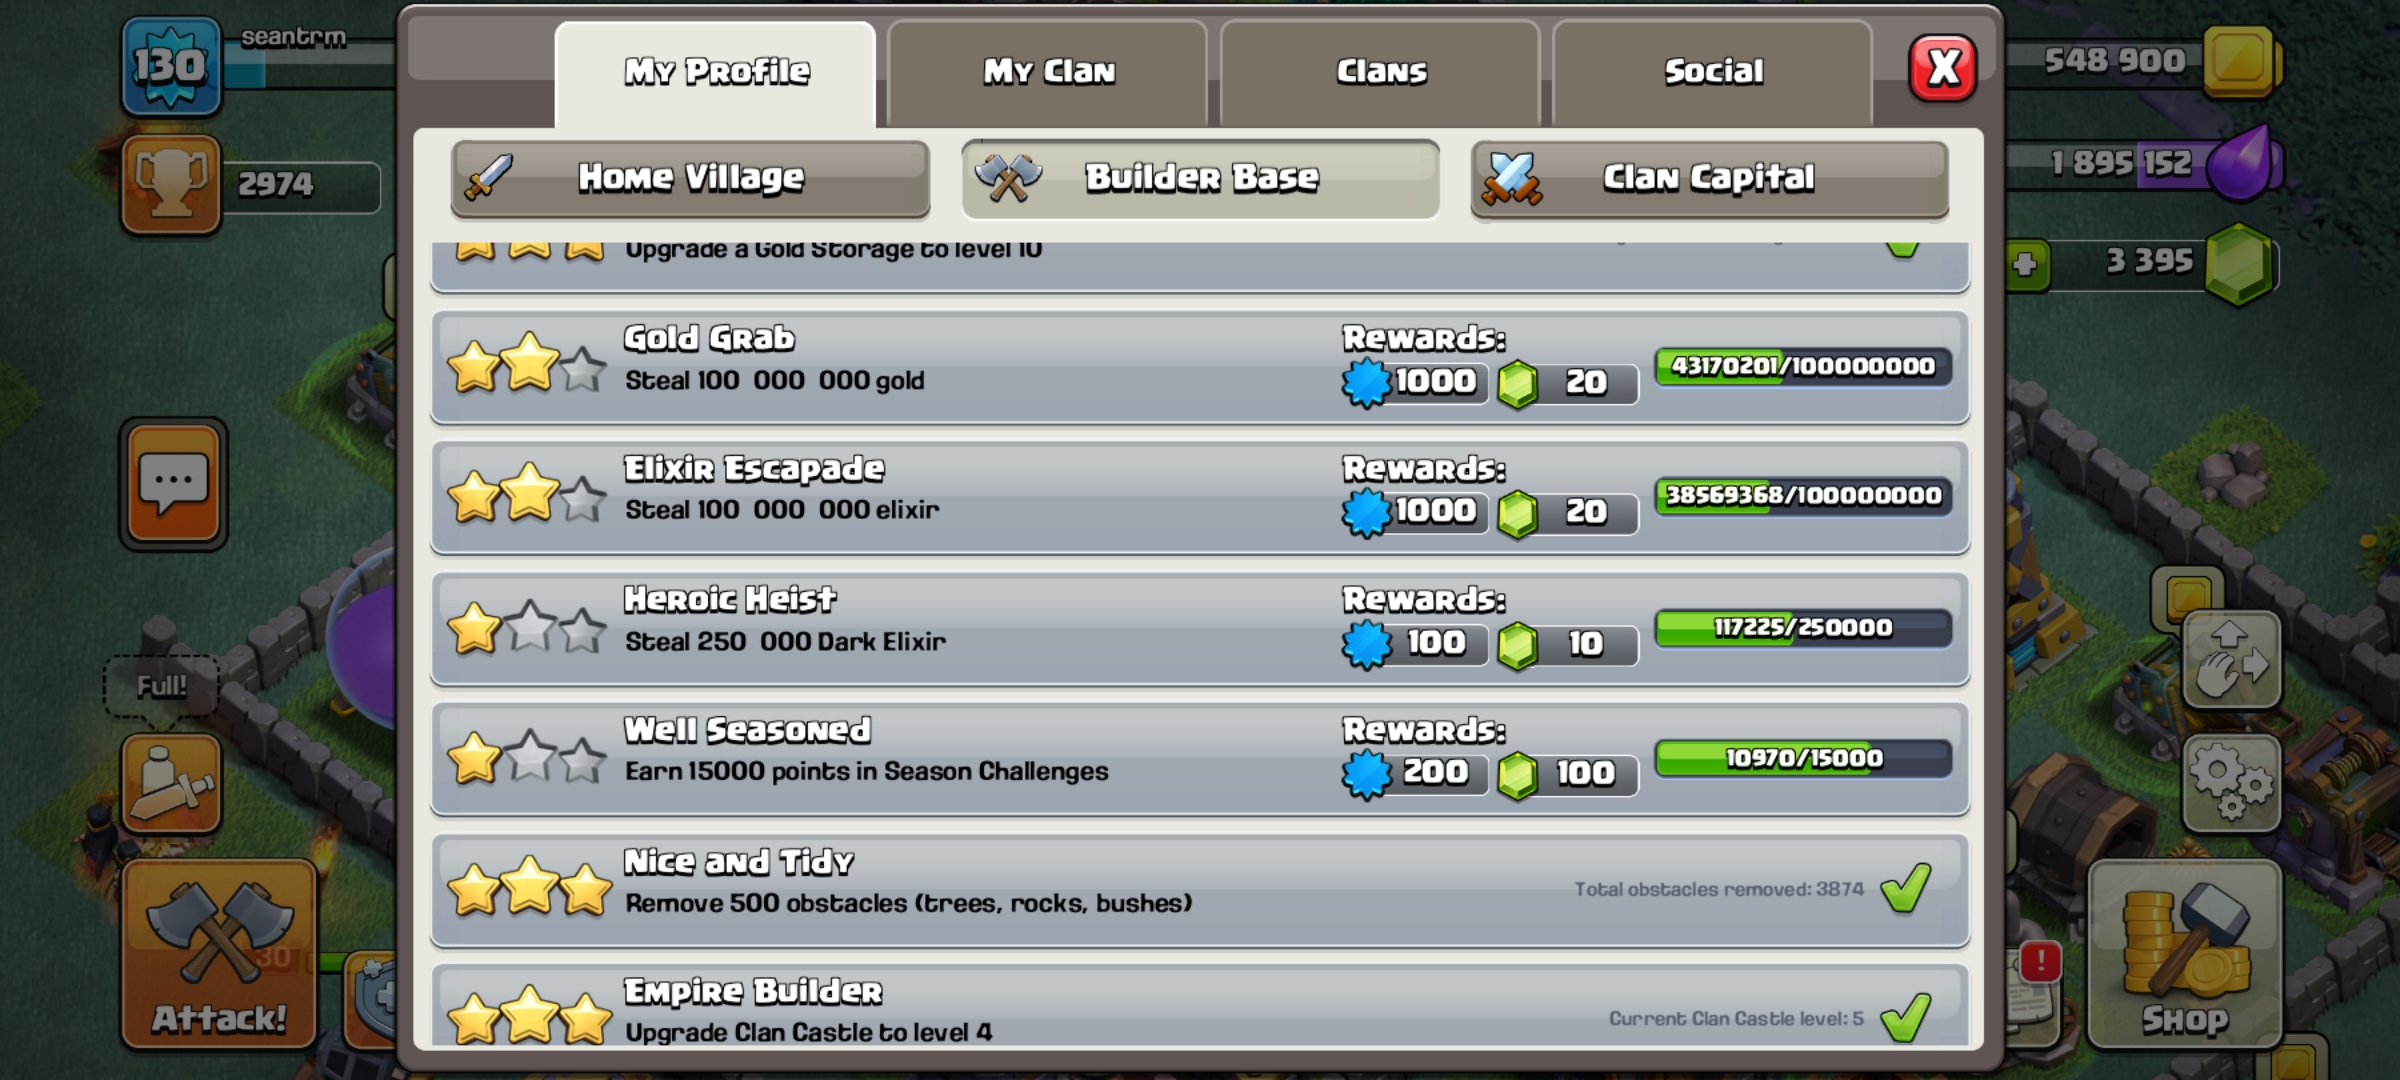 130
seantrm
My Profile
My Clan
Clans
Social
X
548 900
2974
Home Village
Builder Base
Clan Capital
1 895 152
Upgrade a Gold Storage to level 10
3 395
Gold Grab
Steal 100 000 000 gold
Rewards:
1000
20
43170201/100000000
Elixir Escapade
Steal 100 000 000 elixir
Rewards:
1000
20
38569368/100000000
Heroic Heist
Steal 250 000 Dark Elixir
Rewards:
100
10
117225/250000
Full!
Well Seasoned
Earn 15000 points in Season Challenges
Rewards:
200
100
10970/15000
Nice and Tidy
Remove 500 obstacles (trees, rocks, bushes)
Total obstacles removed: 3874
Empire Builder
Upgrade Clan Castle to level 4
Current Clan Castle level: 5
30
Attack!
!
Shop